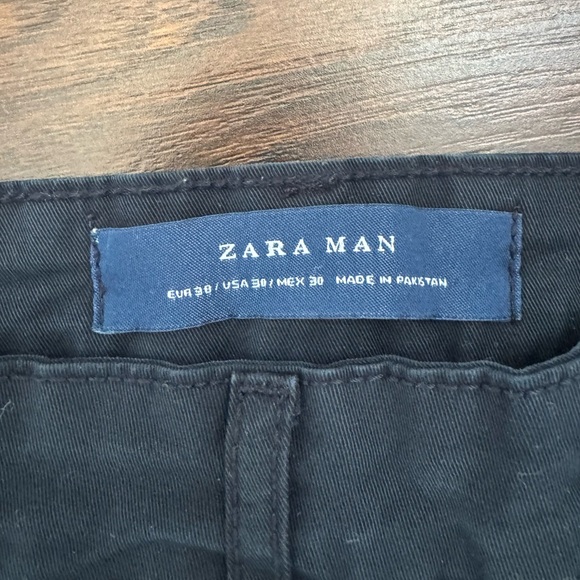 ZARA MAN
EUR 38 / USA 30 / MEX 30 MADE IN PAKISTAN